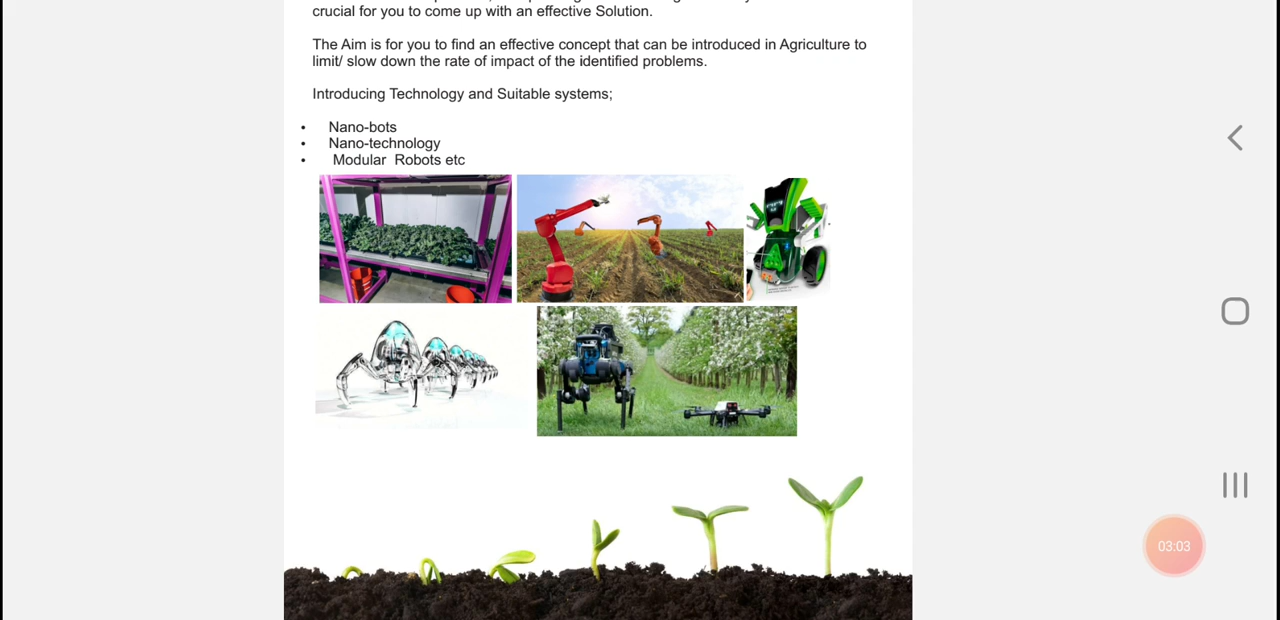 crucial for you to come up with an effective Solution.
The Aim is for you to find an effective concept that can be introduced in Agriculture to
limit/ slow down the rate of impact of the identified problems.
Introducing Technology and Suitable systems;
• Nano-bots
• Nano-technology
• Modular Robots etc
03:03